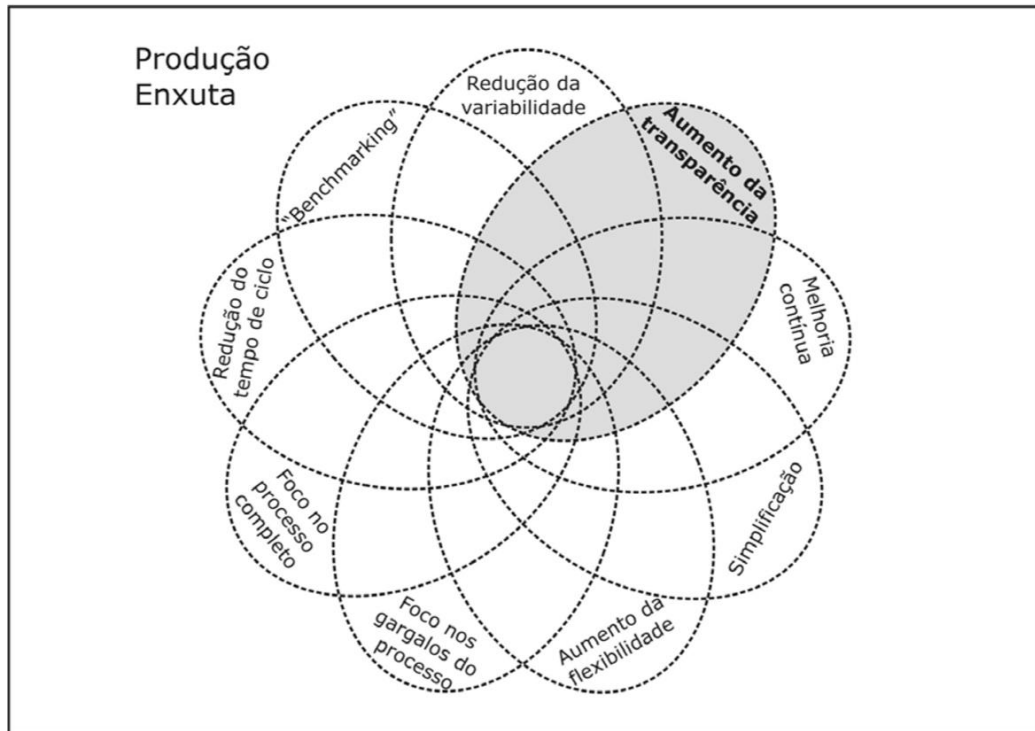 Produção
Enxuta
Redução da
variabilidade
Aumento da
transparência
Melhoria
contínua
Simplificação
Aumento da
flexibilidade
Foco nos
gargalos do
processo
Foco no
processo
completo
Redução do
tempo de ciclo
“Benchmarking”